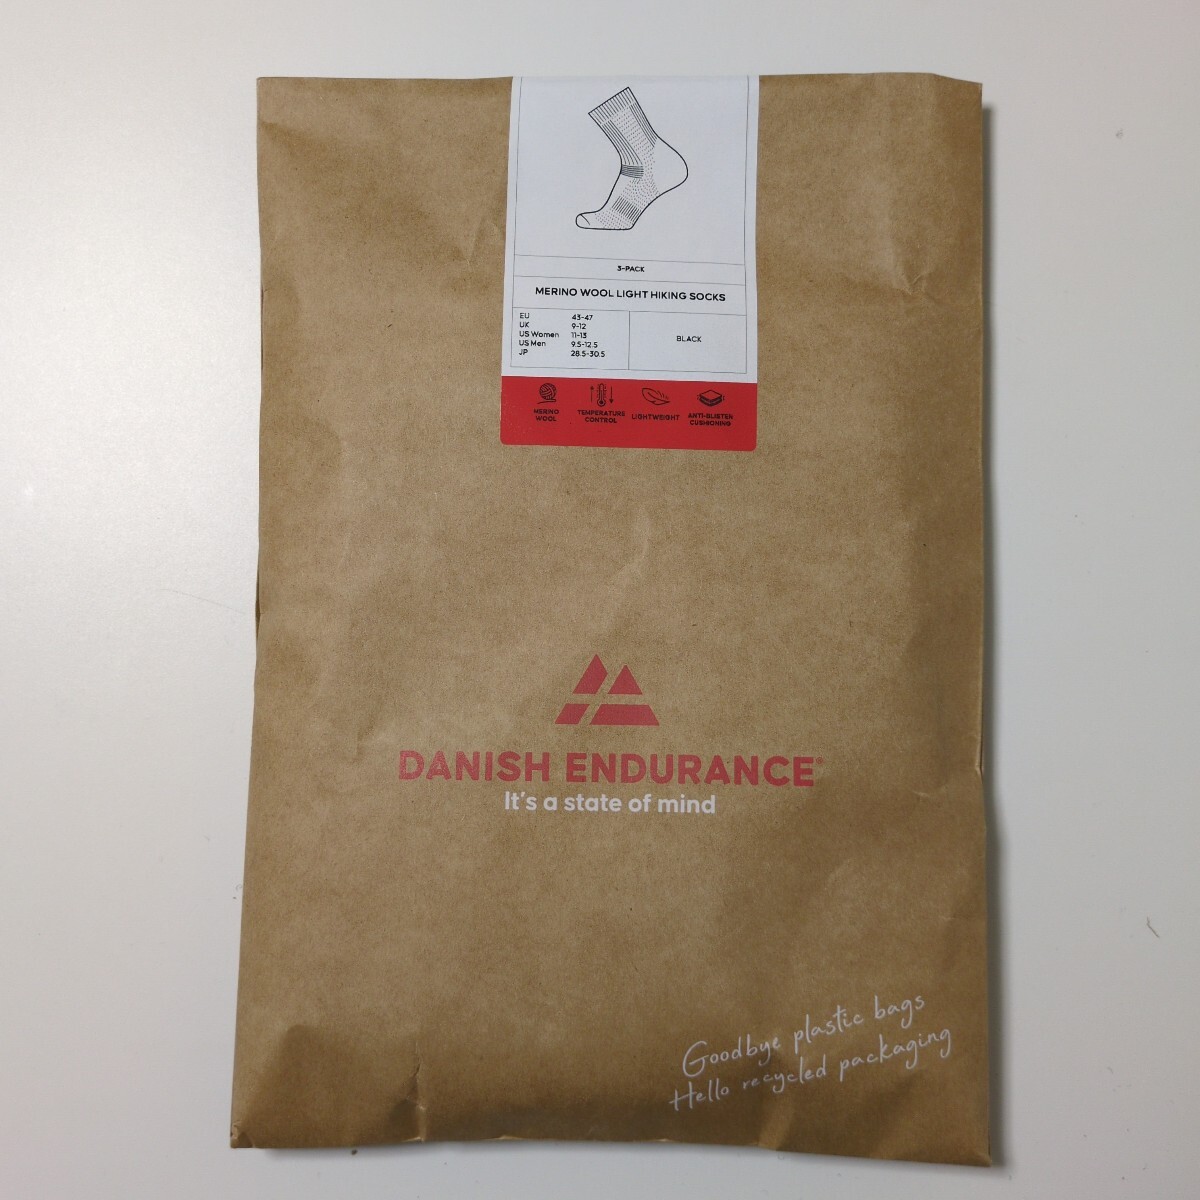 3-PACK
MERINO WOOL LIGHT HIKING SOCKS
EU 43-47
UK 9-12
US Women 11-13
US Men 9.5-12.5
JP 28.5-30.5
BLACK
MERINO
WOOL
TEMPERATURE
CONTROL
LIGHTWEIGHT
ANTI-BLISTER
CUSHIONING
DANISH ENDURANCE®
It's a state of mind
Goodbye plastic bags
Hello recycled packaging